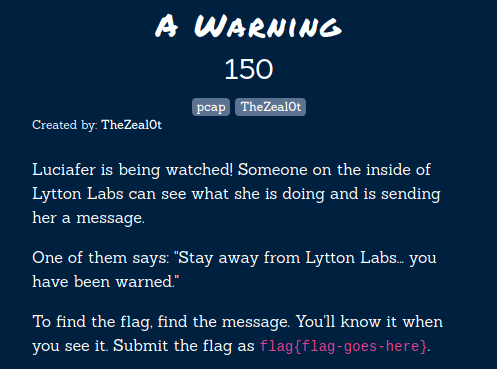 A Warning
150
pcap TheZeal0t
Created by: TheZeal0t
Luciafer is being watched! Someone on the inside of
Lytton Labs can see what she is doing and is sending
her a message.
One of them says: "Stay away from Lytton Labs... you
have been warned."
To find the flag, find the message. You'll know it when
you see it. Submit the flag as flag{flag-goes-here}.